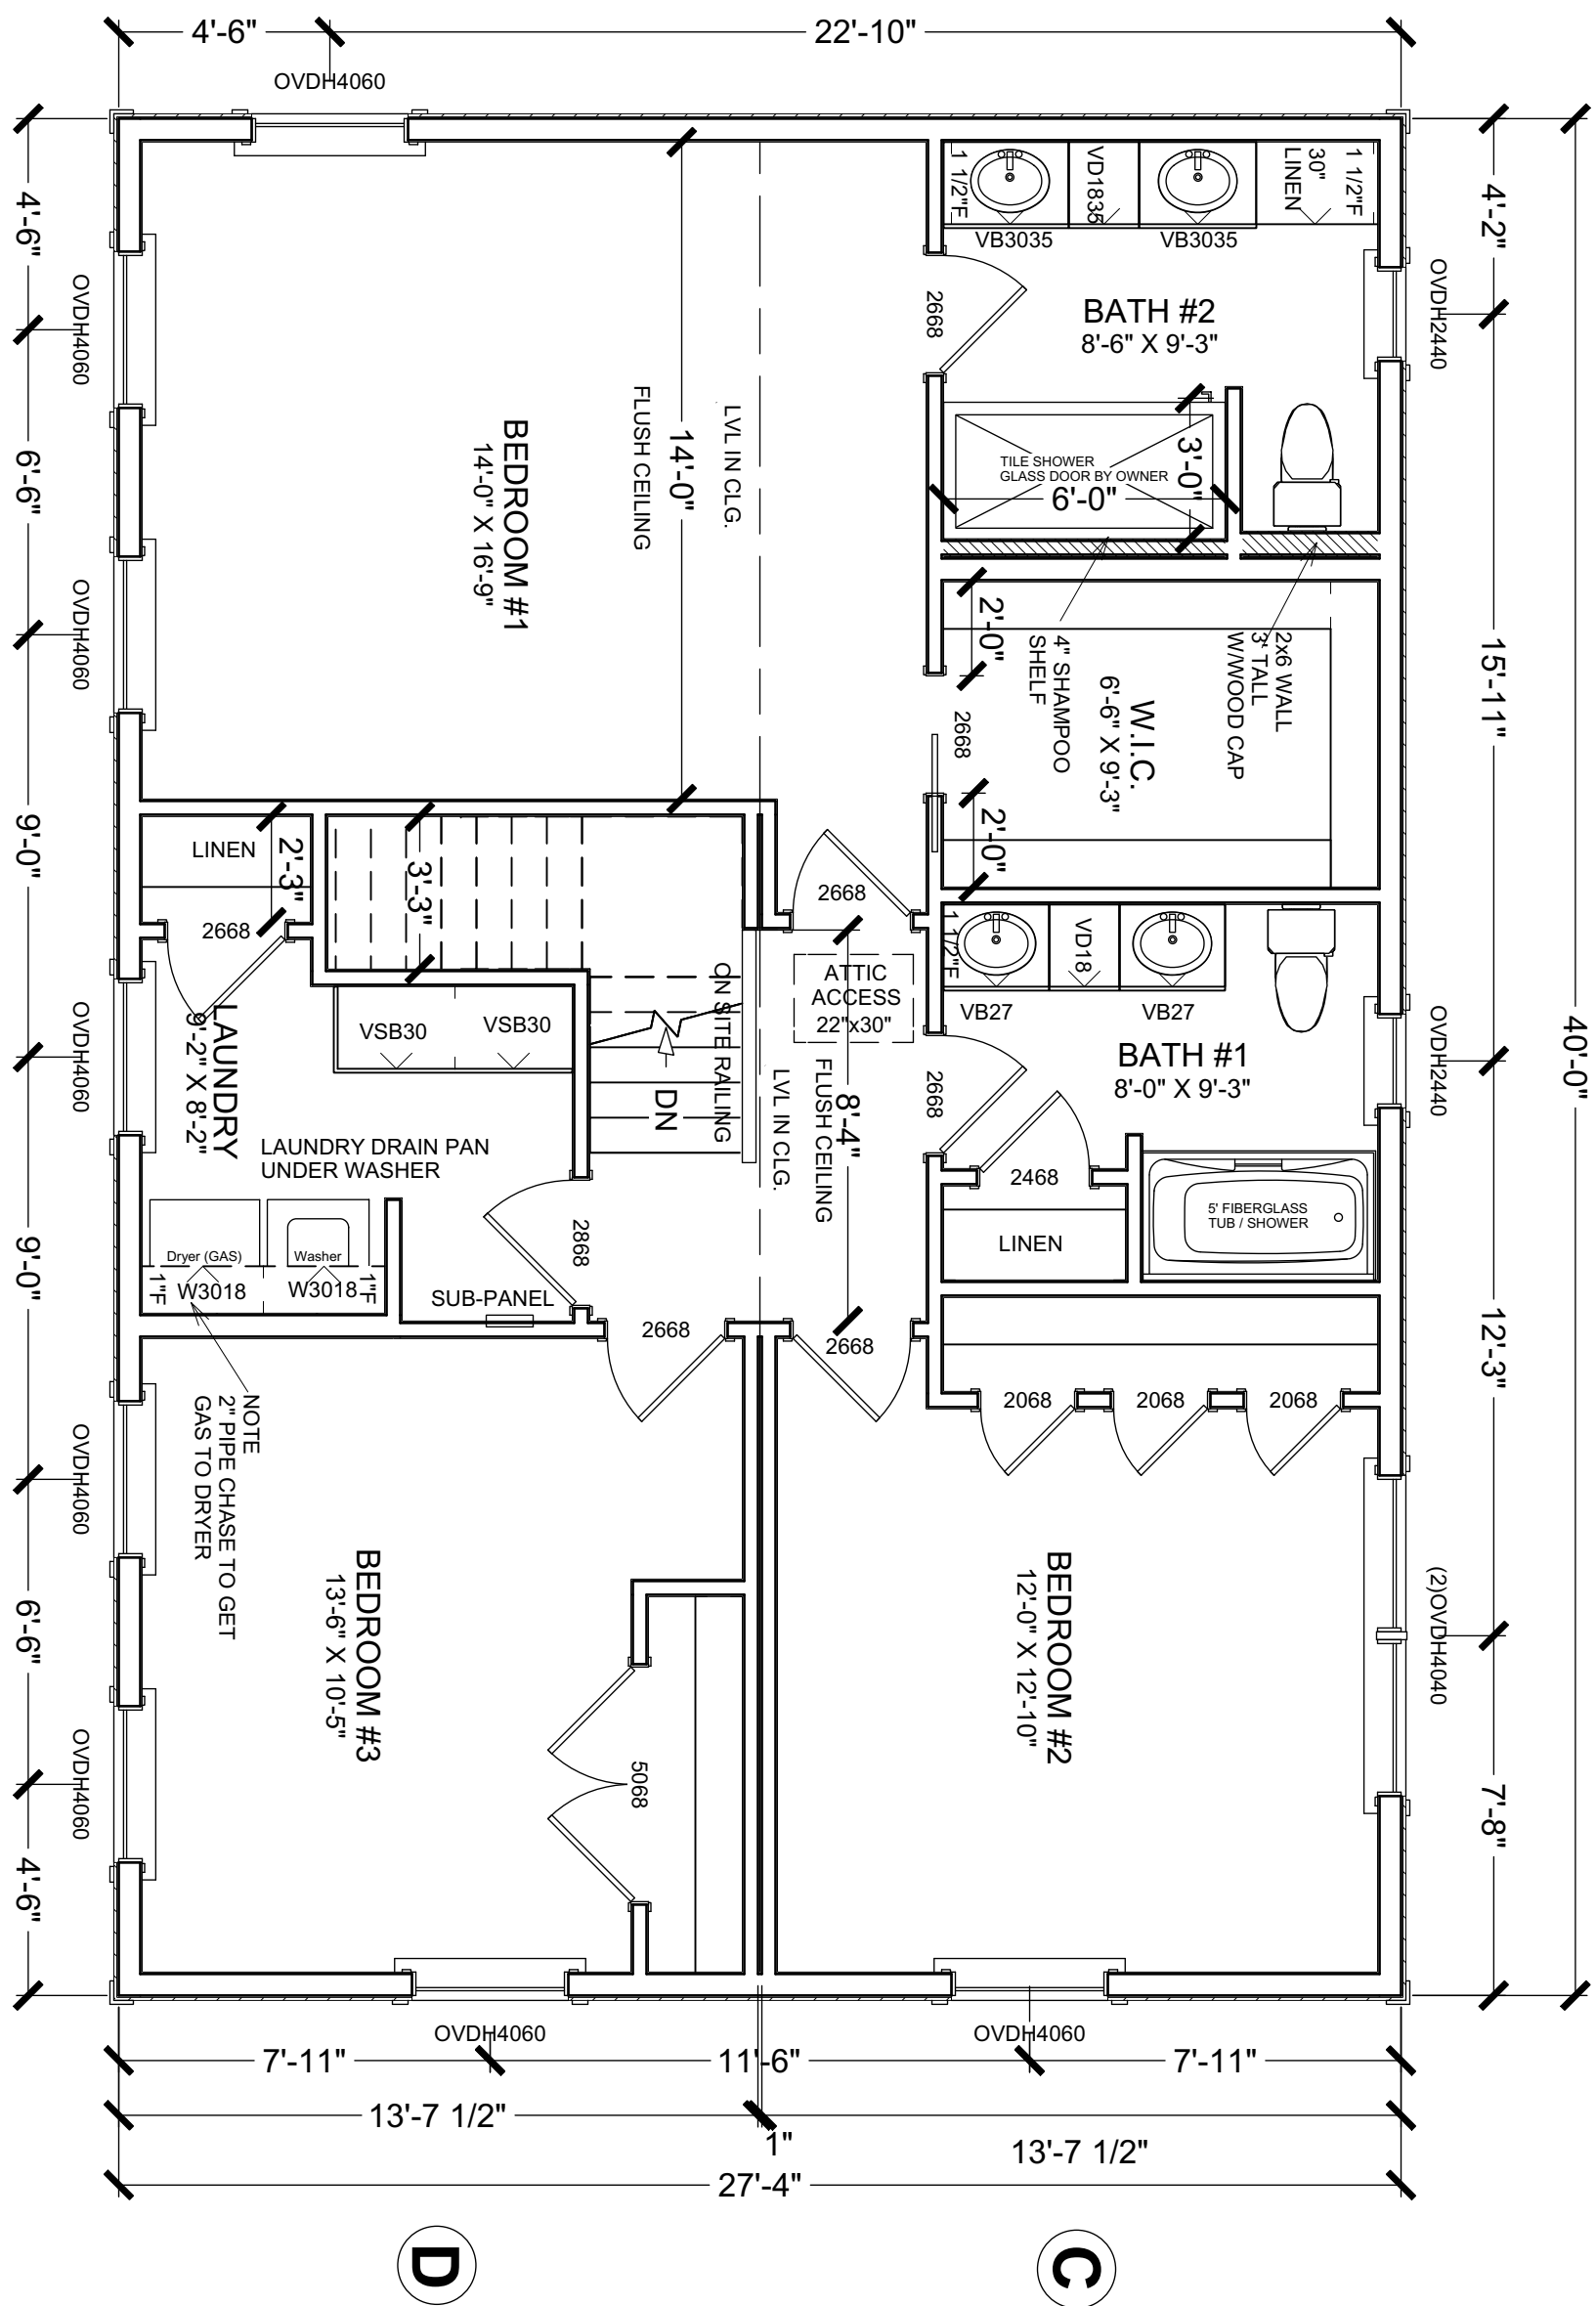 4'-6"
22'-10"
OVDH4060
4'-6"
6'-6"
9'-0"
9'-0"
6'-6"
4'-6"
OVDH4060
OVDH4060
OVDH4060
OVDH4060
OVDH4060
40'-0"
4'-2"
15'-11"
12'-3"
7'-8"
OVDH2440
OVDH2440
(2)OVDH4040
1 1/2"F
VB3035
VD1835
VB3035
30"
LINEN
1 1/2"F
BATH #2
8'-6" X 9'-3"
2668
TILE SHOWER
GLASS DOOR BY OWNER
6'-0"
3'-0"
BEDROOM #1
14'-0" X 16'-9"
FLUSH CEILING
14'-0"
LVL IN CLG.
2'-0"
4" SHAMPOO
SHELF
2x6 WALL
3' TALL
W/WOOD CAP
W.I.C.
6'-6" X 9'-3"
2668
2'-0"
LINEN
2'-3"
2668
3'-3"
2668
1 1/2"F
VB27
VD18
VB27
BATH #1
8'-0" X 9'-3"
ATTIC
ACCESS
22"x30"
ON SITE RAILING
LVL IN CLG.
FLUSH CEILING
8'-4"
2668
DN
VSB30
VSB30
LAUNDRY
9'-2" X 8'-2"
LAUNDRY DRAIN PAN
UNDER WASHER
2468
LINEN
5' FIBERGLASS
TUB / SHOWER
Dryer (GAS)
Washer
1"F
W3018
W3018
1"F
SUB-PANEL
2868
2668
2668
NOTE
2" PIPE CHASE TO GET
GAS TO DRYER
2068
2068
2068
BEDROOM #3
13'-6" X 10'-5"
5068
BEDROOM #2
12'-0" X 12'-10"
OVDH4060
OVDH4060
7'-11"
11'-6"
7'-11"
13'-7 1/2"
1"
13'-7 1/2"
27'-4"
D
C